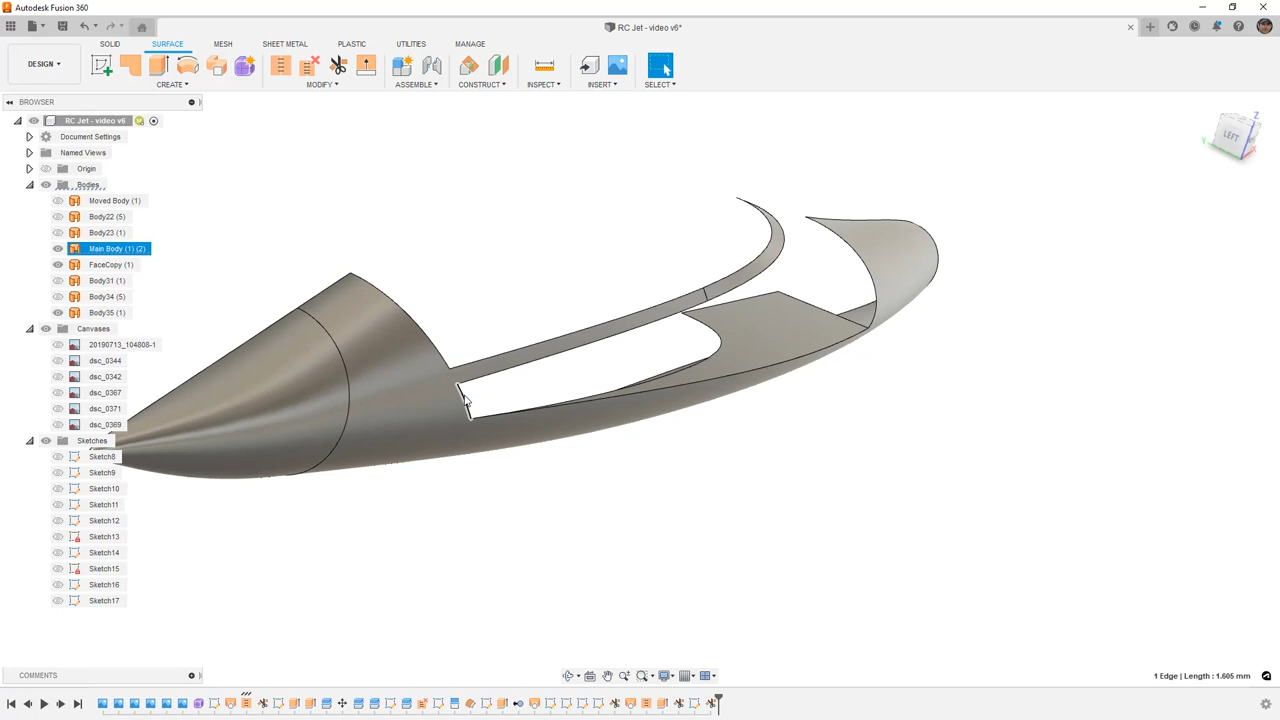 Autodesk Fusion 360
RC Jet - video v6*
DESIGN
SOLID SURFACE MESH SHEET METAL PLASTIC UTILITIES MANAGE
CREATE MODIFY ASSEMBLE CONSTRUCT INSPECT INSERT SELECT
BROWSER
RC Jet - video v6
Document Settings
Named Views
Origin
Bodies
Moved Body (1)
Body22 (5)
Body23 (1)
Main Body (1) (2)
FaceCopy (1)
Body31 (1)
Body34 (5)
Body35 (1)
Canvases
20190713_104808-1
dsc_0344
dsc_0342
dsc_0367
dsc_0371
dsc_0369
Sketches
Sketch8
Sketch9
Sketch10
Sketch11
Sketch12
Sketch13
Sketch14
Sketch15
Sketch16
Sketch17
Z
LEFT
Y
X
COMMENTS
1 Edge | Length : 1.605 mm